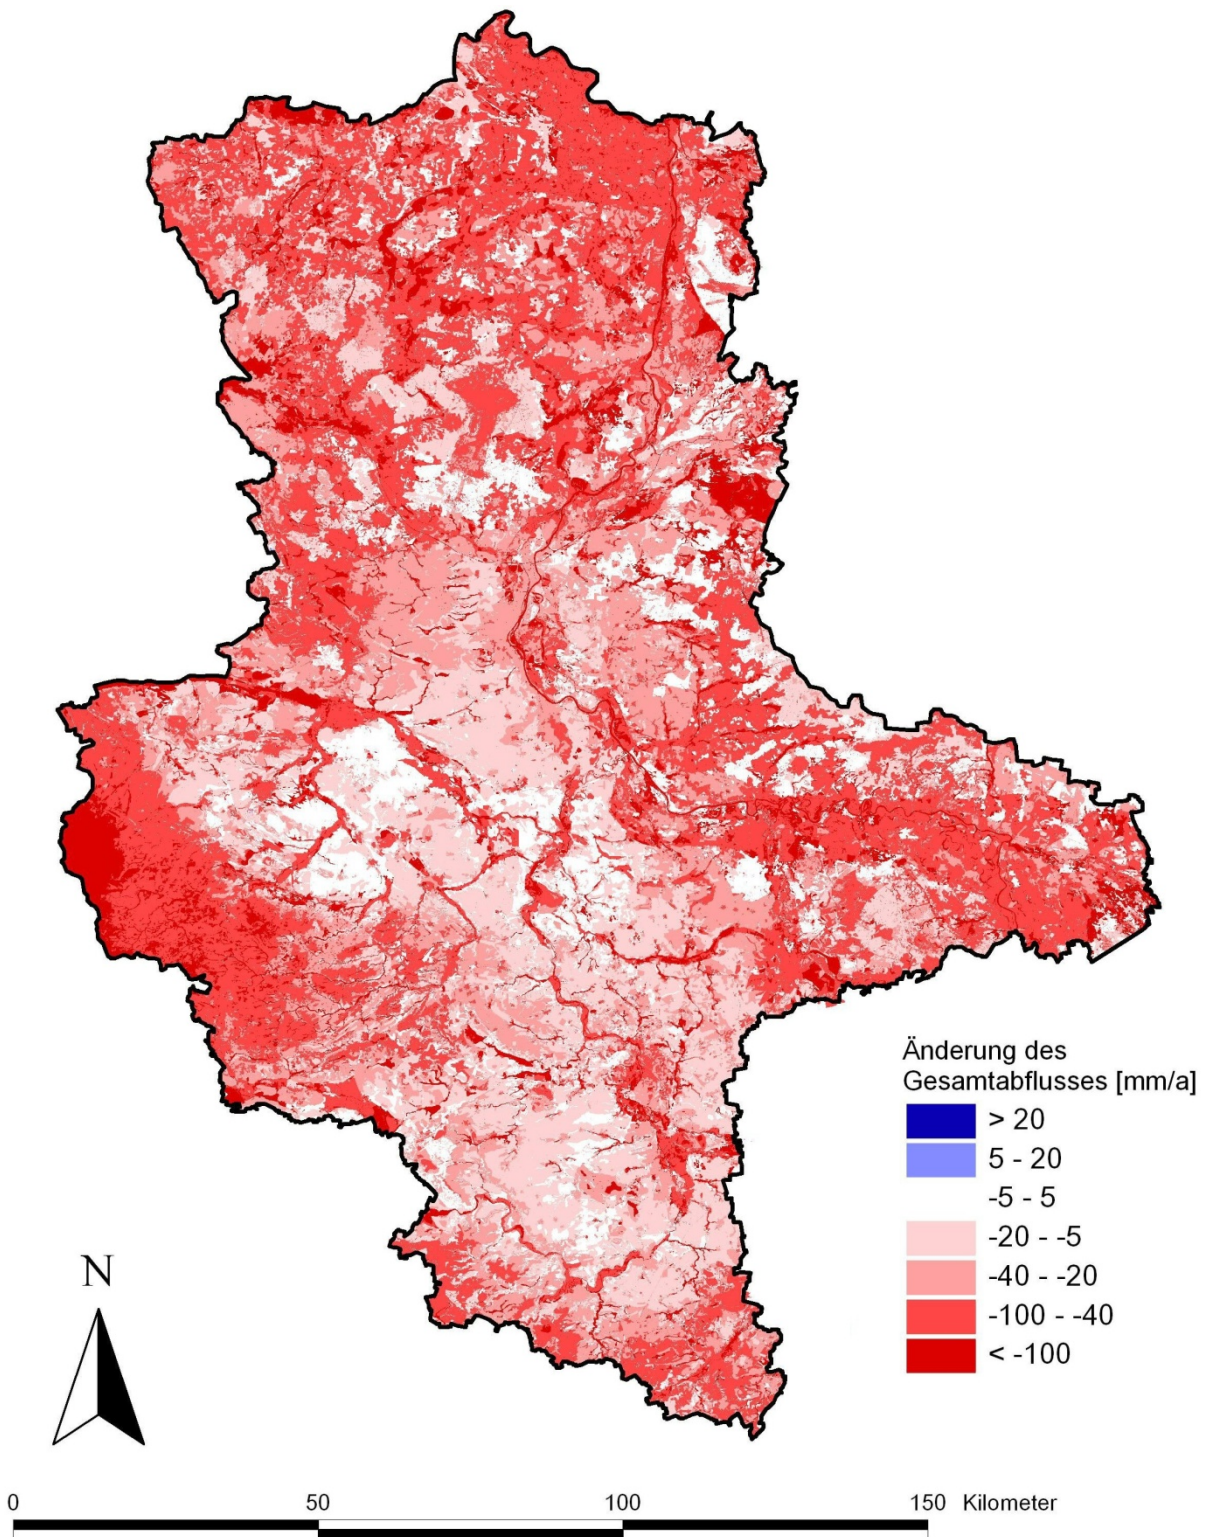 Änderung des
Gesamtabflusses [mm/a]
> 20
5 - 20
-5 - 5
-20 - -5
-40 - -20
-100 - -40
< -100
N
0 50 100 150 Kilometer